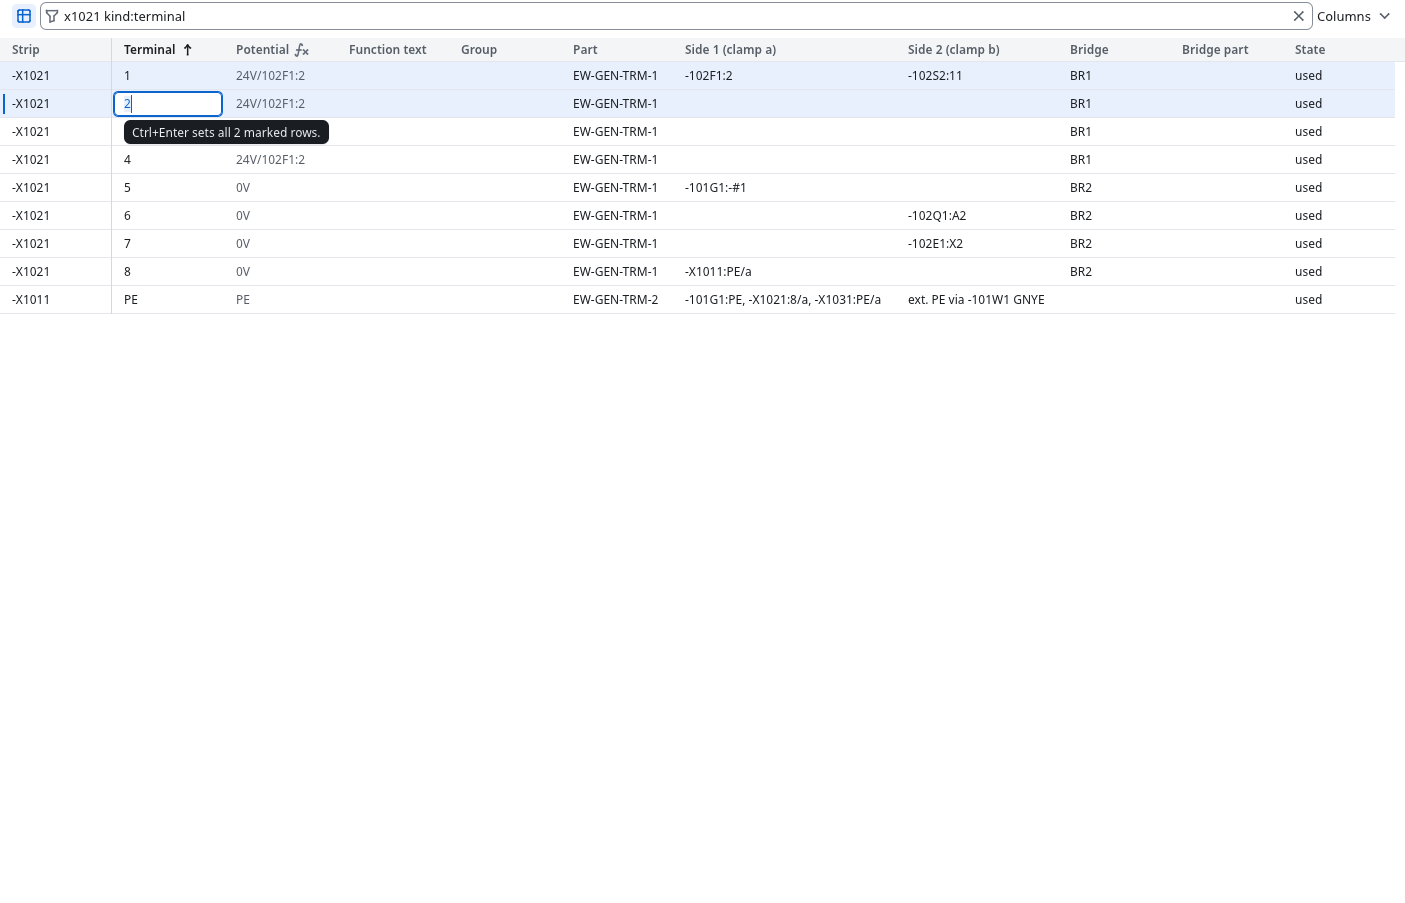 x1021 kind:terminal Columns
Strip Terminal Potential fx Function text Group Part Side 1 (clamp a) Side 2 (clamp b) Bridge Bridge part State
-X1021 1 24V/102F1:2 EW-GEN-TRM-1 -102F1:2 -102S2:11 BR1 used
-X1021 2 24V/102F1:2 EW-GEN-TRM-1 BR1 used
-X1021 EW-GEN-TRM-1 BR1 used
Ctrl+Enter sets all 2 marked rows.
-X1021 4 24V/102F1:2 EW-GEN-TRM-1 BR1 used
-X1021 5 0V EW-GEN-TRM-1 -101G1:-#1 BR2 used
-X1021 6 0V EW-GEN-TRM-1 -102Q1:A2 BR2 used
-X1021 7 0V EW-GEN-TRM-1 -102E1:X2 BR2 used
-X1021 8 0V EW-GEN-TRM-1 -X1011:PE/a BR2 used
-X1011 PE PE EW-GEN-TRM-2 -101G1:PE, -X1021:8/a, -X1031:PE/a ext. PE via -101W1 GNYE used